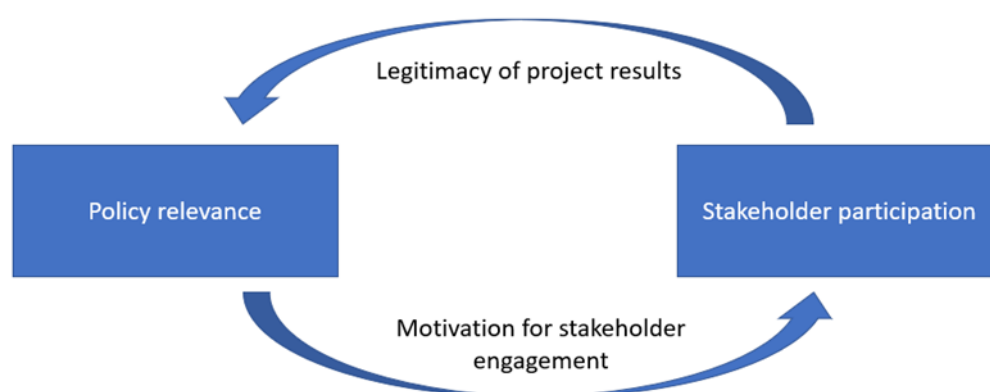 Legitimacy of project results
Policy relevance
Stakeholder participation
Motivation for stakeholder
engagement